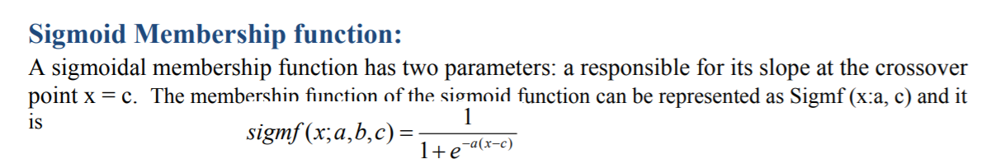 Sigmoid Membership function:
A sigmoidal membership function has two parameters: a responsible for its slope at the crossover
point x = c. The membership function of the sigmoid function can be represented as Sigmf (x:a, c) and it
is
sigmf(x;a,b,c) = 1 / (1+e^{-a(x-c)})